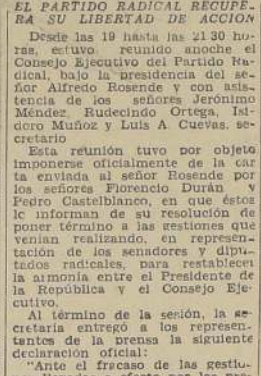 EL PARTIDO RADICAL RECUPE-
RA SU LIBERTAD DE ACCION
Desde las 19 hasta las 21 30 ho-
ras, estuvo reunido anoche el
Consejo Ejecutivo del Partido Ra-
dical, bajo la presidencia del se-
ñor Alfredo Rosende y con asis-
tencia de los señores Jerónimo
Méndez, Rudecindo Ortega, Isi-
doro Muñoz y Luis A. Cuevas, se-
cretario
Esta reunión tuvo por objeto
imponerse oficialmente de la car
ta enviada al señor Rosende por
los señores Florencio Durán y
Pedro Castelblanco, en que éstos
le informan de su resolución de
poner término a las gestiones que
venian realizando, en represen-
tación de los senadores y dipu-
tados radicales, para restablecer
la armonía entre el Presidente de
la República y el Consejo Eje-
cutivo.
Al término de la sesión, la se-
cretaria entregó a los represen-
tantes de la prensa la siguiente
declaración oficial:
"Ante el fracaso de las gestio-